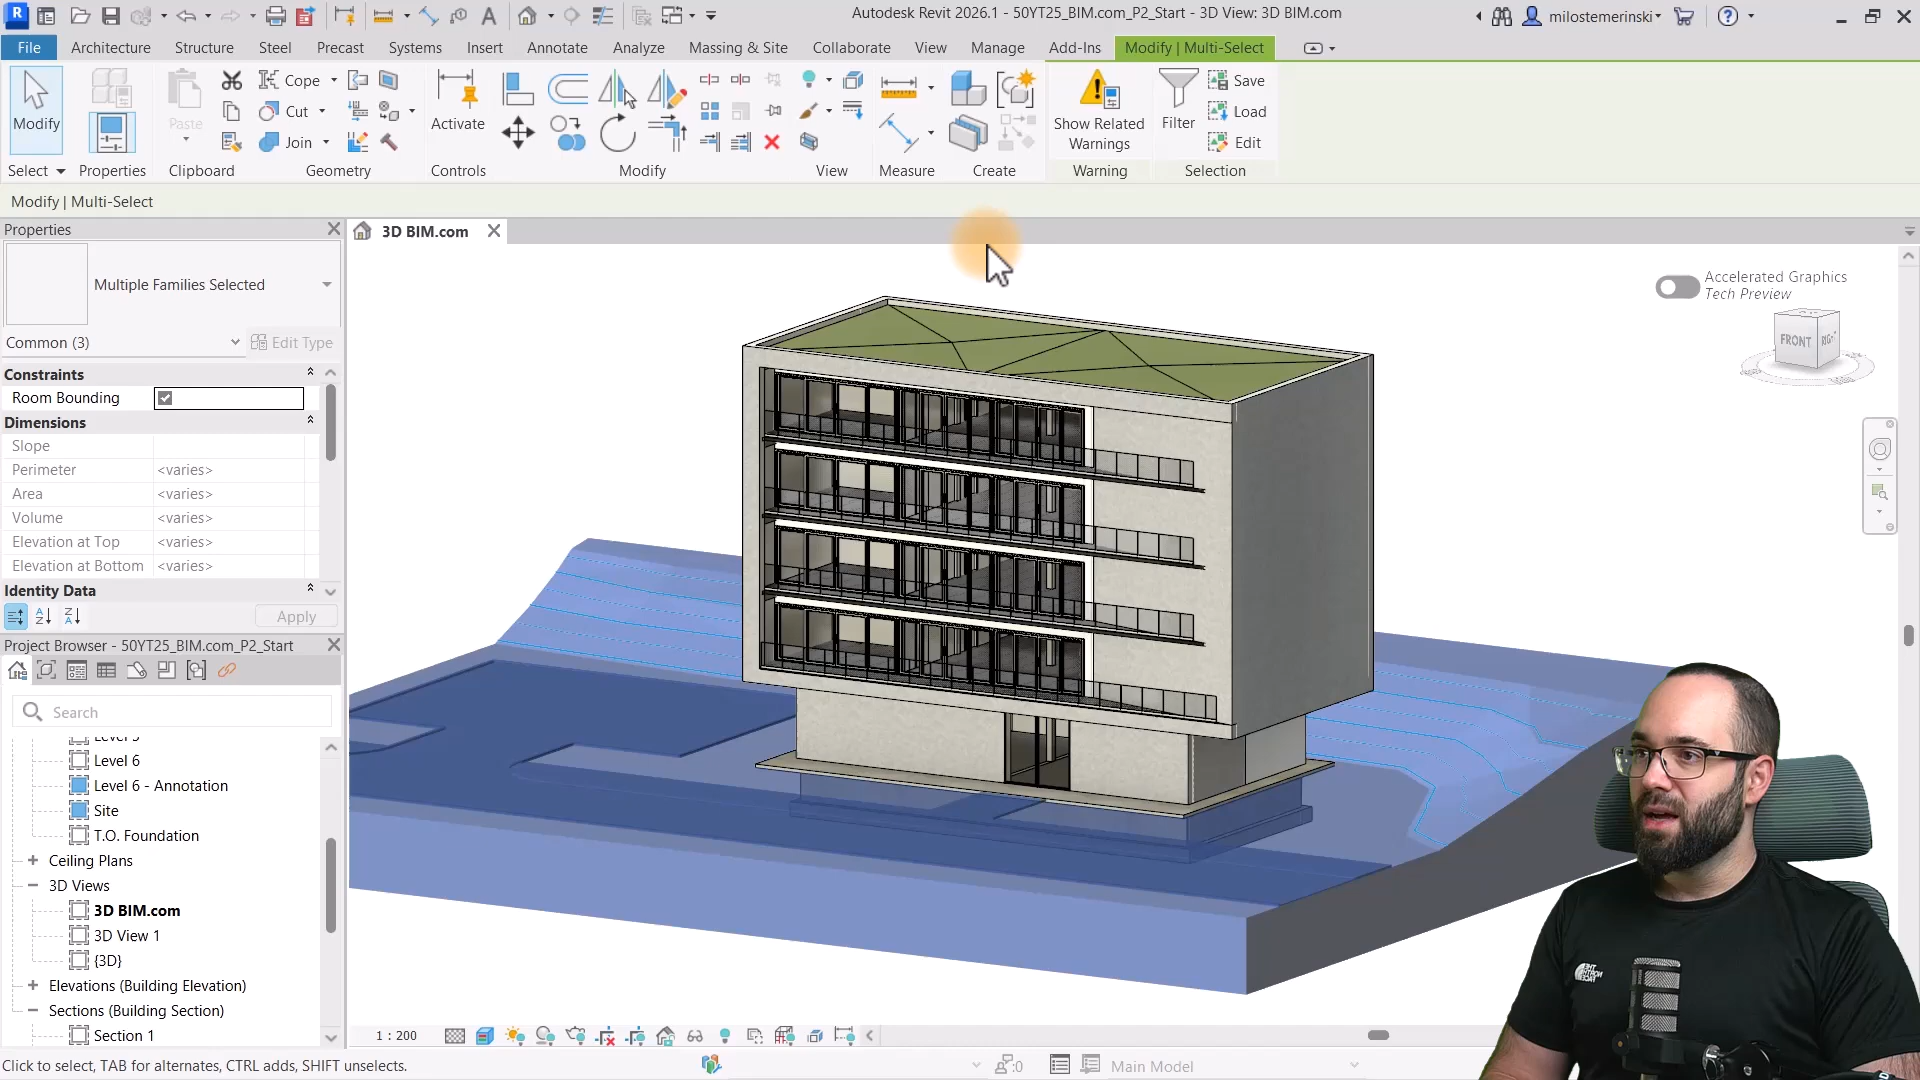 Autodesk Revit 2026.1 - 50YT25_BIM.com_P2_Start - 3D View: 3D BIM.com
milostemerinski
File
Architecture
Structure
Steel
Precast
Systems
Insert
Annotate
Analyze
Massing & Site
Collaborate
View
Manage
Add-Ins
Modify | Multi-Select
Modify
Paste
Cope
Cut
Join
Activate
Show Related
Warnings
Filter
Save
Load
Edit
Select
Properties
Clipboard
Geometry
Controls
Modify
View
Measure
Create
Warning
Selection
Modify | Multi-Select
Properties
3D BIM.com
Multiple Families Selected
Common (3)
Edit Type
Constraints
Room Bounding
Dimensions
Slope
Perimeter <varies>
Area <varies>
Volume <varies>
Elevation at Top <varies>
Elevation at Bottom <varies>
Identity Data
Apply
Accelerated Graphics
Tech Preview
FRONT
RIGHT
Project Browser - 50YT25_BIM.com_P2_Start
Search
Level 5
Level 6
Level 6 - Annotation
Site
T.O. Foundation
Ceiling Plans
3D Views
3D BIM.com
3D View 1
{3D}
Elevations (Building Elevation)
Sections (Building Section)
Section 1
1 : 200
Click to select, TAB for alternates, CTRL adds, SHIFT unselects.
:0
Main Model
THE
NORTH
FACE